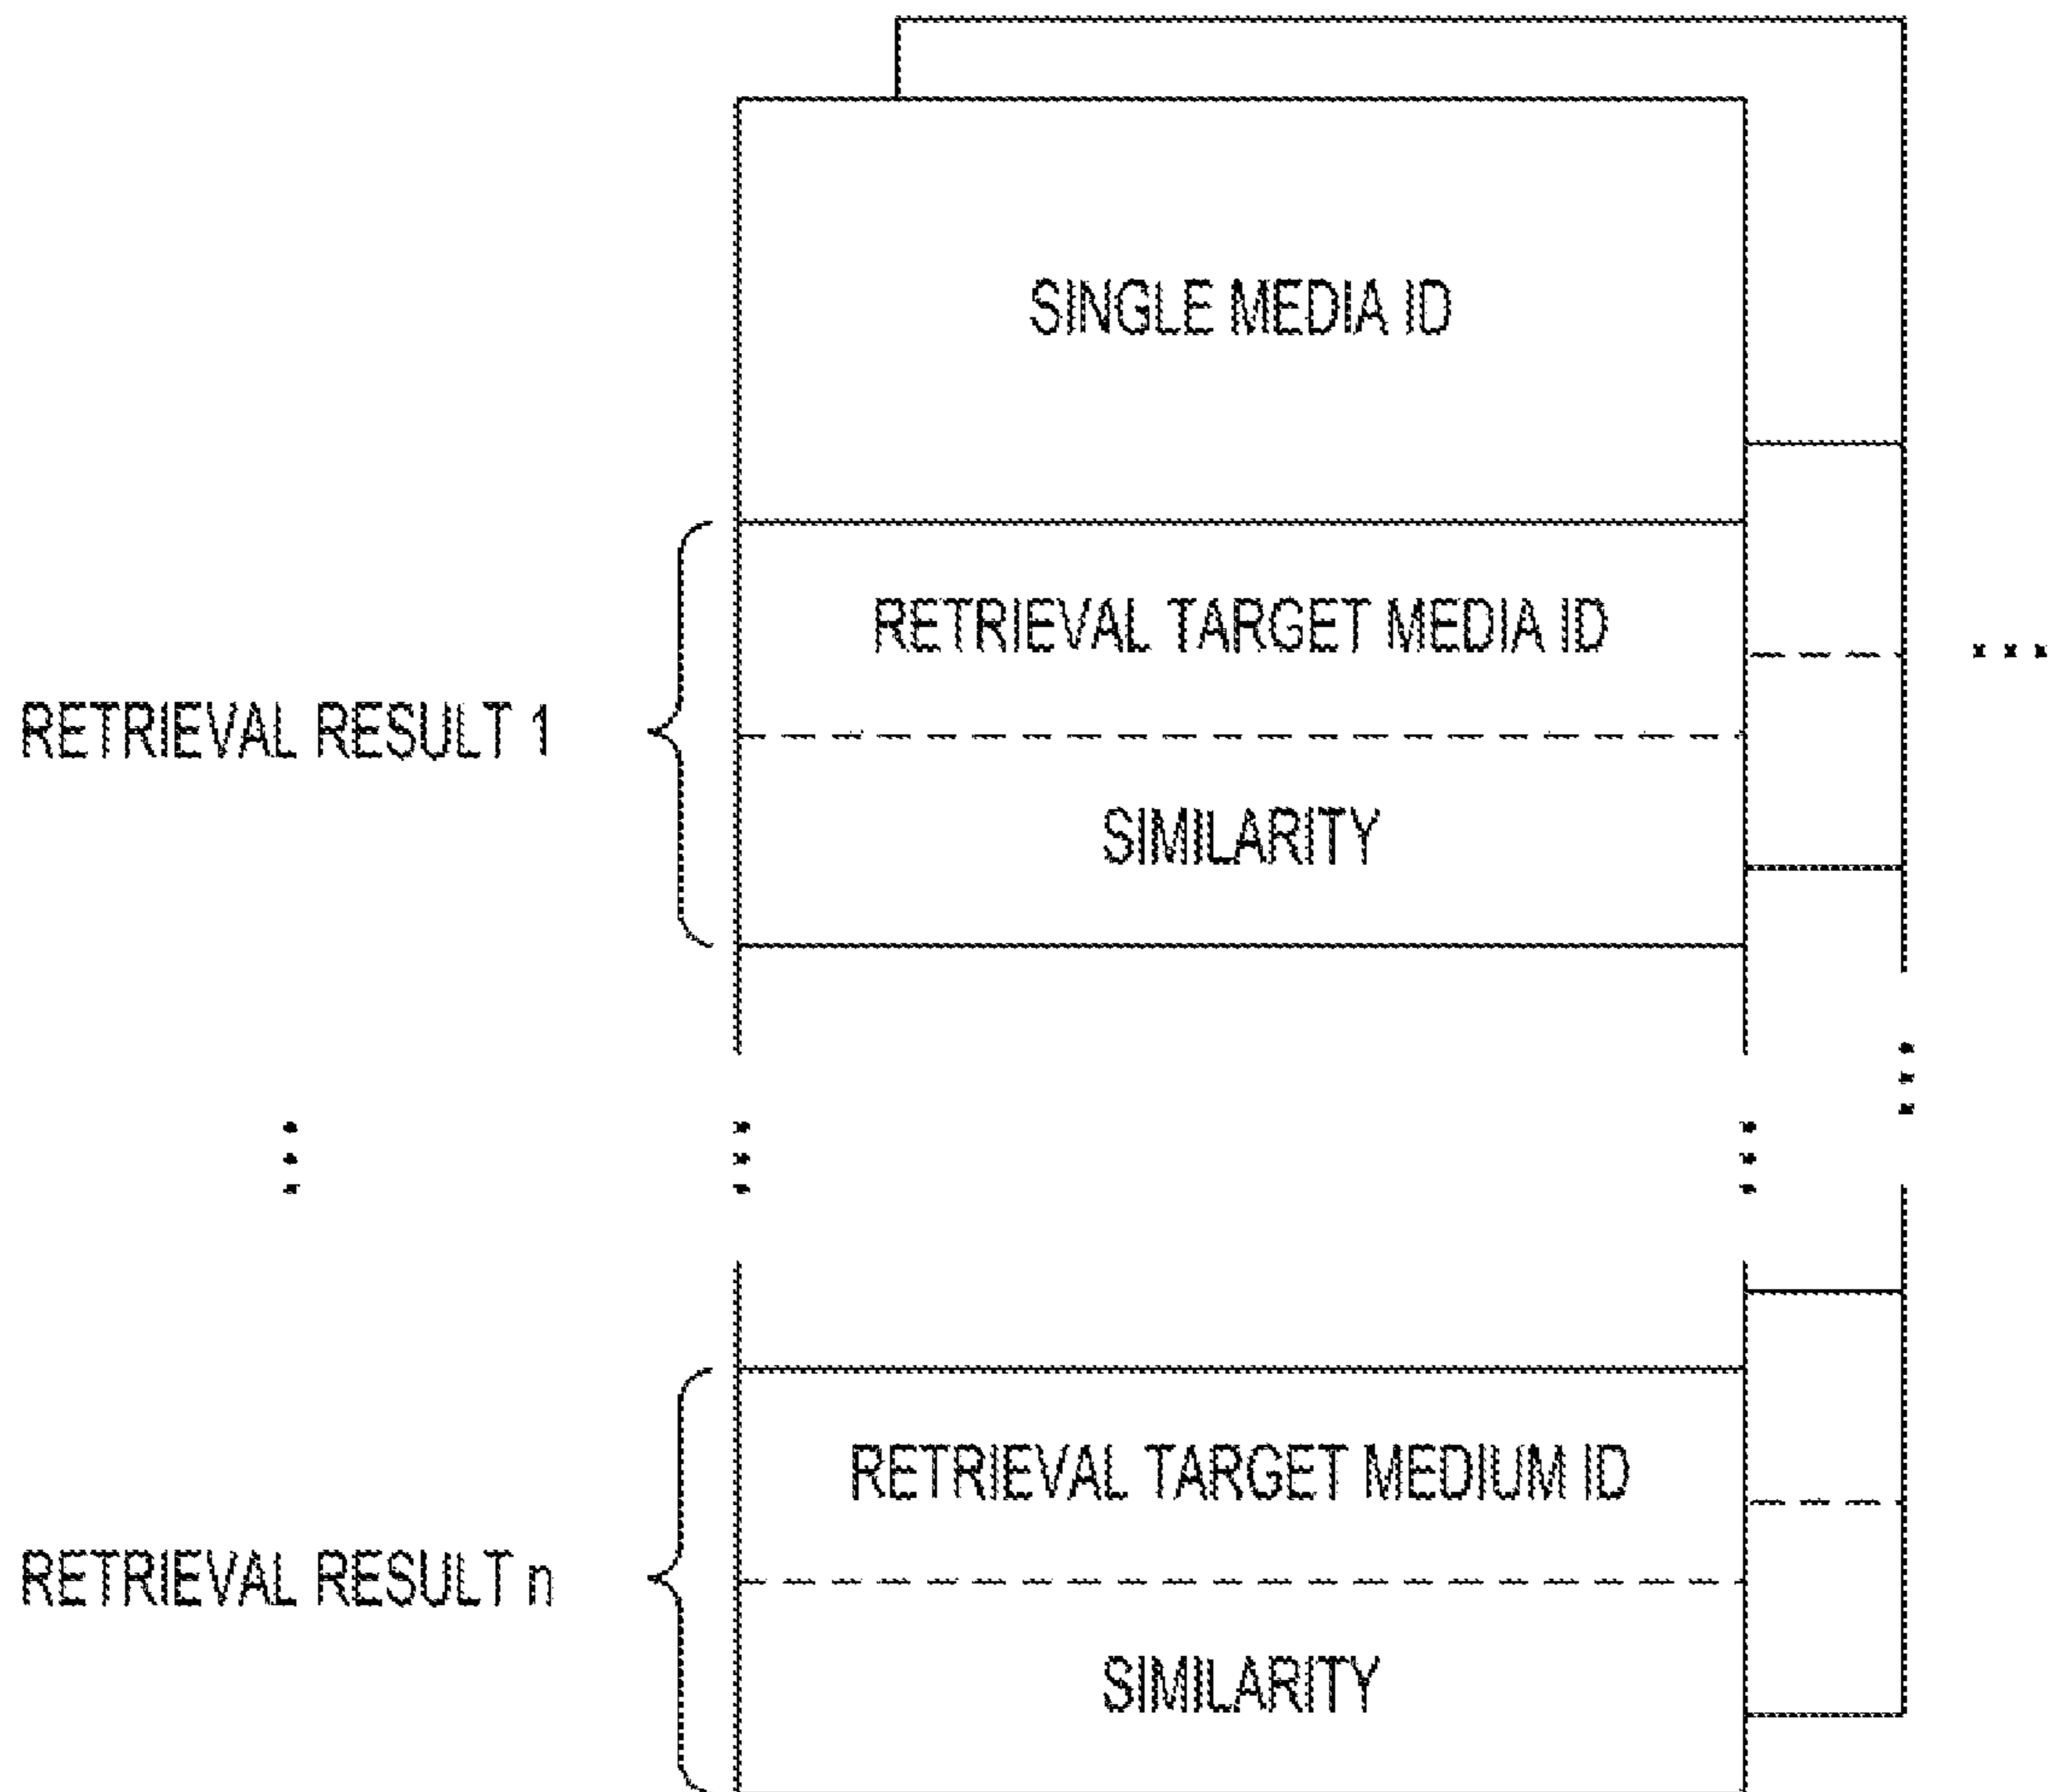 SINGLE MEDIA ID
RETRIEVAL TARGET MEDIA ID
RETRIEVAL RESULT 1
SIMILARITY
RETRIEVAL TARGET MEDIUM ID
RETRIEVAL RESULT n
SIMILARITY